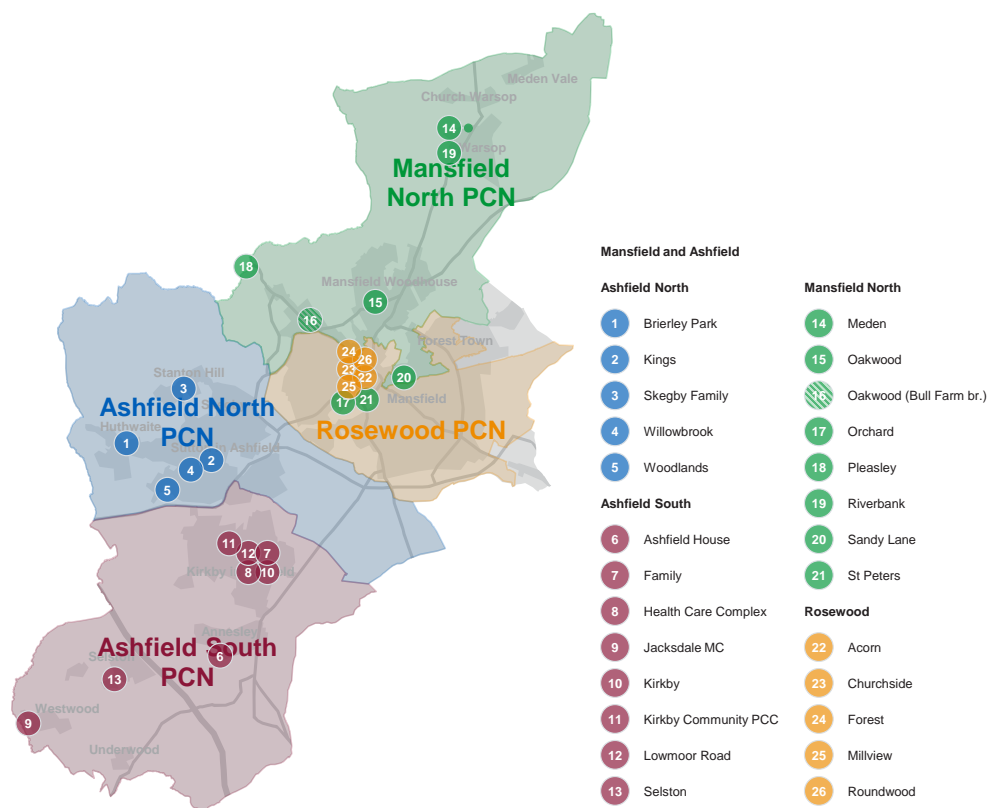 Meden Vale
Church Warsop
14
19
Warsop
Mansfield
North PCN
18
Mansfield Woodhouse
15
16
Forest Town
24
26
23
22
25
20
17
21
Mansfield
Rosewood PCN
Stanton Hill
3
Ashfield North
PCN
Huthwaite
1
2
4
5
11
12
7
8
10
Annesley
Ashfield South
PCN
6
Selston
13
Westwood
9
Underwood
Mansfield and Ashfield
Ashfield North
1 Brierley Park
2 Kings
3 Skegby Family
4 Willowbrook
5 Woodlands
Ashfield South
6 Ashfield House
7 Family
8 Health Care Complex
9 Jacksdale MC
10 Kirkby
11 Kirkby Community PCC
12 Lowmoor Road
13 Selston
Mansfield North
14 Meden
15 Oakwood
16 Oakwood (Bull Farm br.)
17 Orchard
18 Pleasley
19 Riverbank
20 Sandy Lane
21 St Peters
Rosewood
22 Acorn
23 Churchside
24 Forest
25 Millview
26 Roundwood